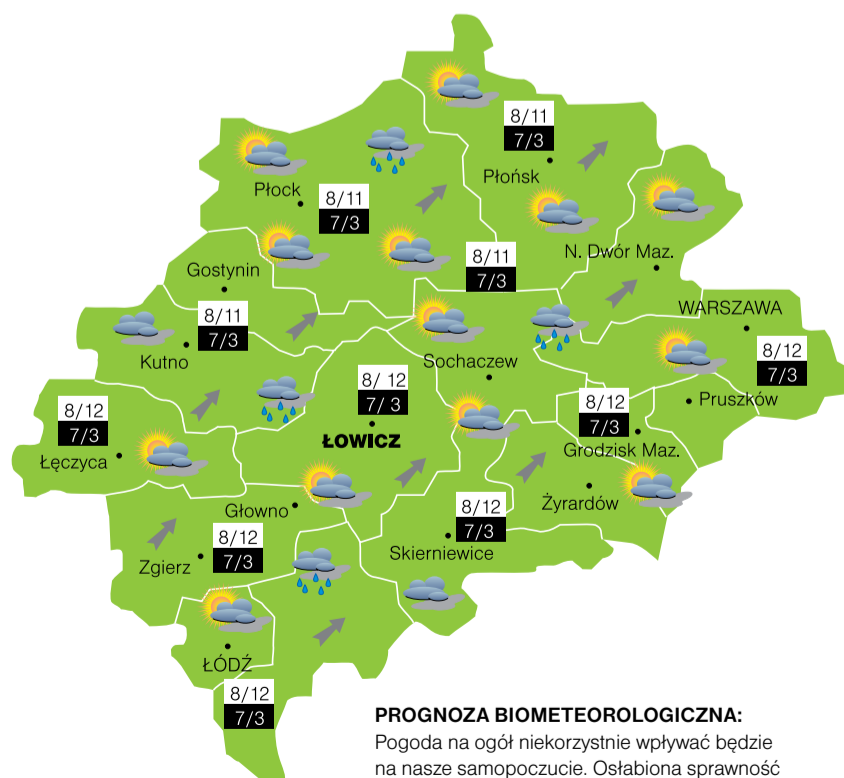 8/11
7/3
Płońsk
Płock
8/11
7/3
N. Dwór Maz.
8/11
7/3
Gostynin
WARSZAWA
8/11
7/3
Kutno
Sochaczew
8/12
7/3
8/ 12
7/ 3
Pruszków
8/12
7/3
8/12
7/3
ŁOWICZ
Grodzisk Maz.
Łęczyca
Żyrardów
Głowno
8/12
7/3
Skierniewice
8/12
7/3
Zgierz
ŁÓDŹ
8/12
7/3
PROGNOZA BIOMETEOROLOGICZNA:
Pogoda na ogół niekorzystnie wpływać będzie
na nasze samopoczucie. Osłabiona sprawność